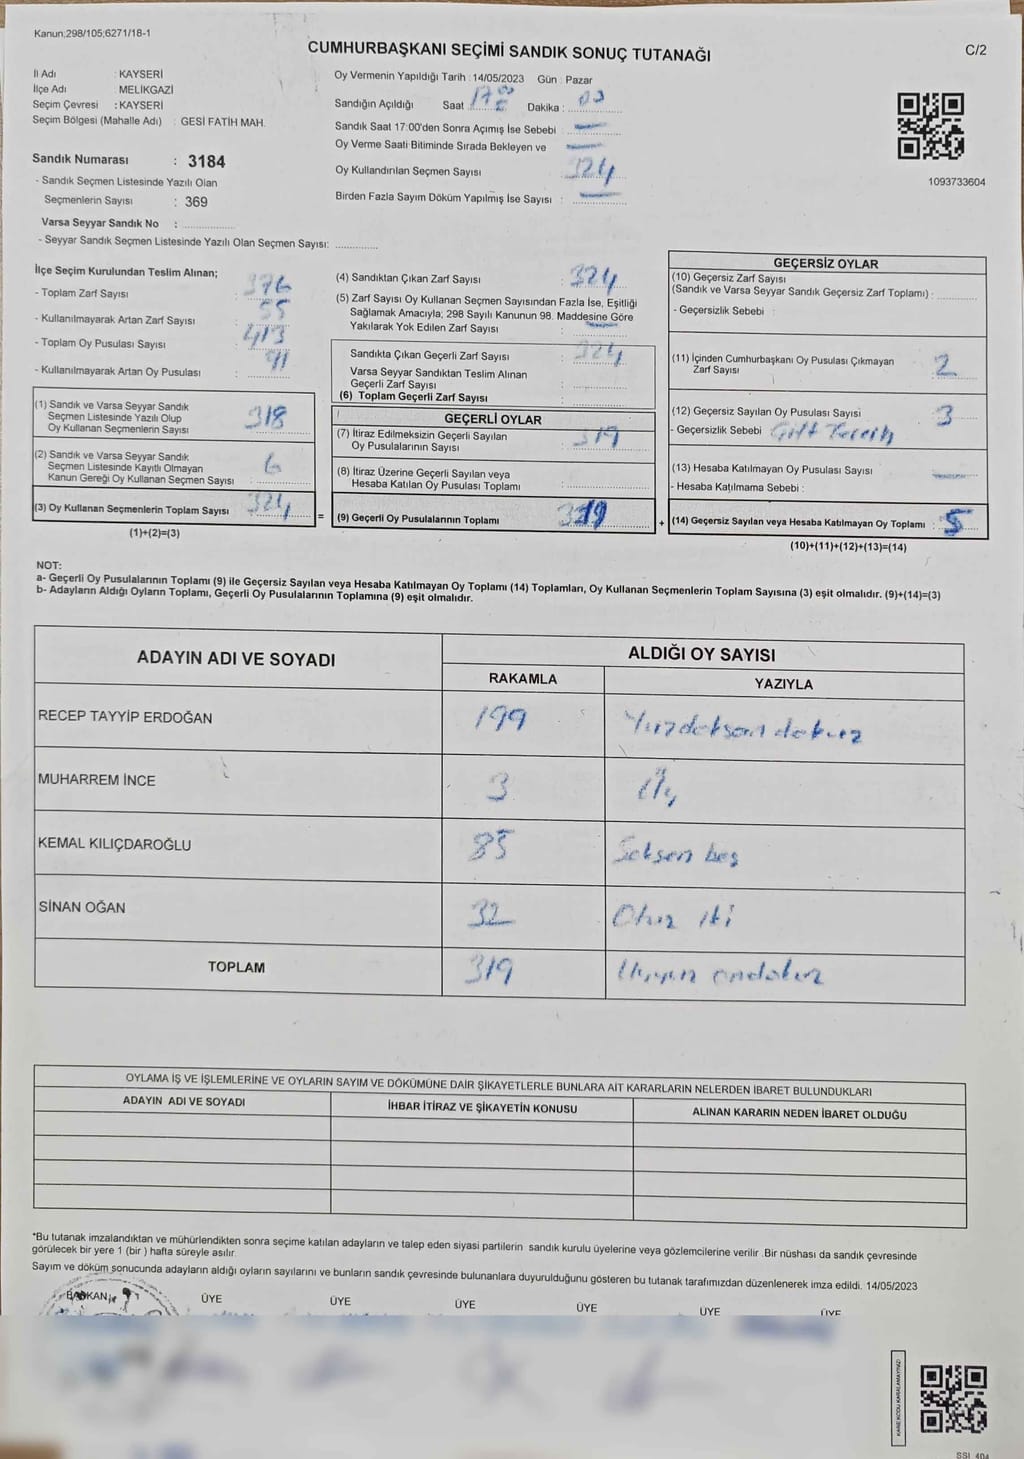 Kanun;298/105;6271/18-1
CUMHURBAŞKANI SEÇİMİ SANDIK SONUÇ TUTANAĞI
C/2
İl Adı : KAYSERİ
İlçe Adı : MELİKGAZİ
Seçim Çevresi : KAYSERİ
Seçim Bölgesi (Mahalle Adı) : GESİ FATİH MAH.
Sandık Numarası : 3184
- Sandık Seçmen Listesinde Yazılı Olan
Seçmenlerin Sayısı : 369
Varsa Seyyar Sandık No :
- Seyyar Sandık Seçmen Listesinde Yazılı Olan Seçmen Sayısı:
Oy Vermenin Yapıldığı Tarih : 14/05/2023 Gün : Pazar
Sandığın Açıldığı Saat : 17 Dakika :
Sandık Saat 17:00'den Sonra Açımış İse Sebebi :
Oy Verme Saati Bitiminde Sırada Bekleyen ve
Oy Kullandırılan Seçmen Sayısı 324
Birden Fazla Sayım Döküm Yapılmış İse Sayısı :
1093733604
İlçe Seçim Kurulundan Teslim Alınan;
- Toplam Zarf Sayısı : 376
- Kullanılmayarak Artan Zarf Sayısı : 55
- Toplam Oy Pusulası Sayısı : 413
- Kullanılmayarak Artan Oy Pusulası : 91
(1) Sandık ve Varsa Seyyar Sandık
Seçmen Listesinde Yazılı Olup
Oy Kullanan Seçmenlerin Sayısı 318
(2) Sandık ve Varsa Seyyar Sandık
Seçmen Listesinde Kayıtlı Olmayan
Kanun Gereği Oy Kullanan Seçmen Sayısı 6
(3) Oy Kullanan Seçmenlerin Toplam Sayısı 324
(1)+(2)=(3)
=
(4) Sandıktan Çıkan Zarf Sayısı : 324
(5) Zarf Sayısı Oy Kullanan Seçmen Sayısından Fazla İse, Eşitliği
Sağlamak Amacıyla; 298 Sayılı Kanunun 98. Maddesine Göre
Yakılarak Yok Edilen Zarf Sayısı :
Sandıkta Çıkan Geçerli Zarf Sayısı : 324
Varsa Seyyar Sandıktan Teslim Alınan
Geçerli Zarf Sayısı :
(6) Toplam Geçerli Zarf Sayısı :
GEÇERLİ OYLAR
(7) İtiraz Edilmeksizin Geçerli Sayılan
Oy Pusulalarının Sayısı : 319
(8) İtiraz Üzerine Geçerli Sayılan veya
Hesaba Katılan Oy Pusulası Toplamı :
(9) Geçerli Oy Pusulalarının Toplamı 319
+
GEÇERSİZ OYLAR
(10) Geçersiz Zarf Sayısı
(Sandık ve Varsa Seyyar Sandık Geçersiz Zarf Toplamı) :
- Geçersizlik Sebebi :
(11) İçinden Cumhurbaşkanı Oy Pusulası Çıkmayan
Zarf Sayısı : 2
(12) Geçersiz Sayılan Oy Pusulası Sayısı : 3
- Geçersizlik Sebebi : Çift Tercih
(13) Hesaba Katılmayan Oy Pusulası Sayısı :
- Hesaba Katılmama Sebebi :
(14) Geçersiz Sayılan veya Hesaba Katılmayan Oy Toplamı : 5
(10)+(11)+(12)+(13)=(14)
NOT:
a- Geçerli Oy Pusulalarının Toplamı (9) ile Geçersiz Sayılan veya Hesaba Katılmayan Oy Toplamı (14) Toplamları, Oy Kullanan Seçmenlerin Toplam Sayısına (3) eşit olmalıdır. (9)+(14)=(3)
b- Adayların Aldığı Oyların Toplamı, Geçerli Oy Pusulalarının Toplamına (9) eşit olmalıdır.
ADAYIN ADI VE SOYADI
ALDIĞI OY SAYISI
RAKAMLA YAZIYLA
RECEP TAYYİP ERDOĞAN 199 Yüzdoksan dokuz
MUHARREM İNCE 3 Üç
KEMAL KILIÇDAROĞLU 85 Seksen beş
SİNAN OĞAN 32 Otuz iki
TOPLAM 319 Üçyüz ondokuz
OYLAMA İŞ VE İŞLEMLERİNE VE OYLARIN SAYIM VE DÖKÜMÜNE DAİR ŞİKAYETLERLE BUNLARA AİT KARARLARIN NELERDEN İBARET BULUNDUKLARI
ADAYIN ADI VE SOYADI İHBAR İTİRAZ VE ŞİKAYETİN KONUSU ALINAN KARARIN NEDEN İBARET OLDUĞU
*Bu tutanak imzalandıktan ve mühürlendikten sonra seçime katılan adayların ve talep eden siyasi partilerin sandık kurulu üyelerine veya gözlemcilerine verilir .Bir nüshası da sandık çevresinde
görülecek bir yere 1 (bir ) hafta süreyle asılır.
Sayım ve döküm sonucunda adayların aldığı oyların sayılarını ve bunların sandık çevresinde bulunanlara duyurulduğunu gösteren bu tutanak tarafımızdan düzenlenerek imza edildi. 14/05/2023
BAŞKAN ÜYE ÜYE ÜYE ÜYE ÜYE ÜYE
KARE KODU KARALAMAYINIZ!